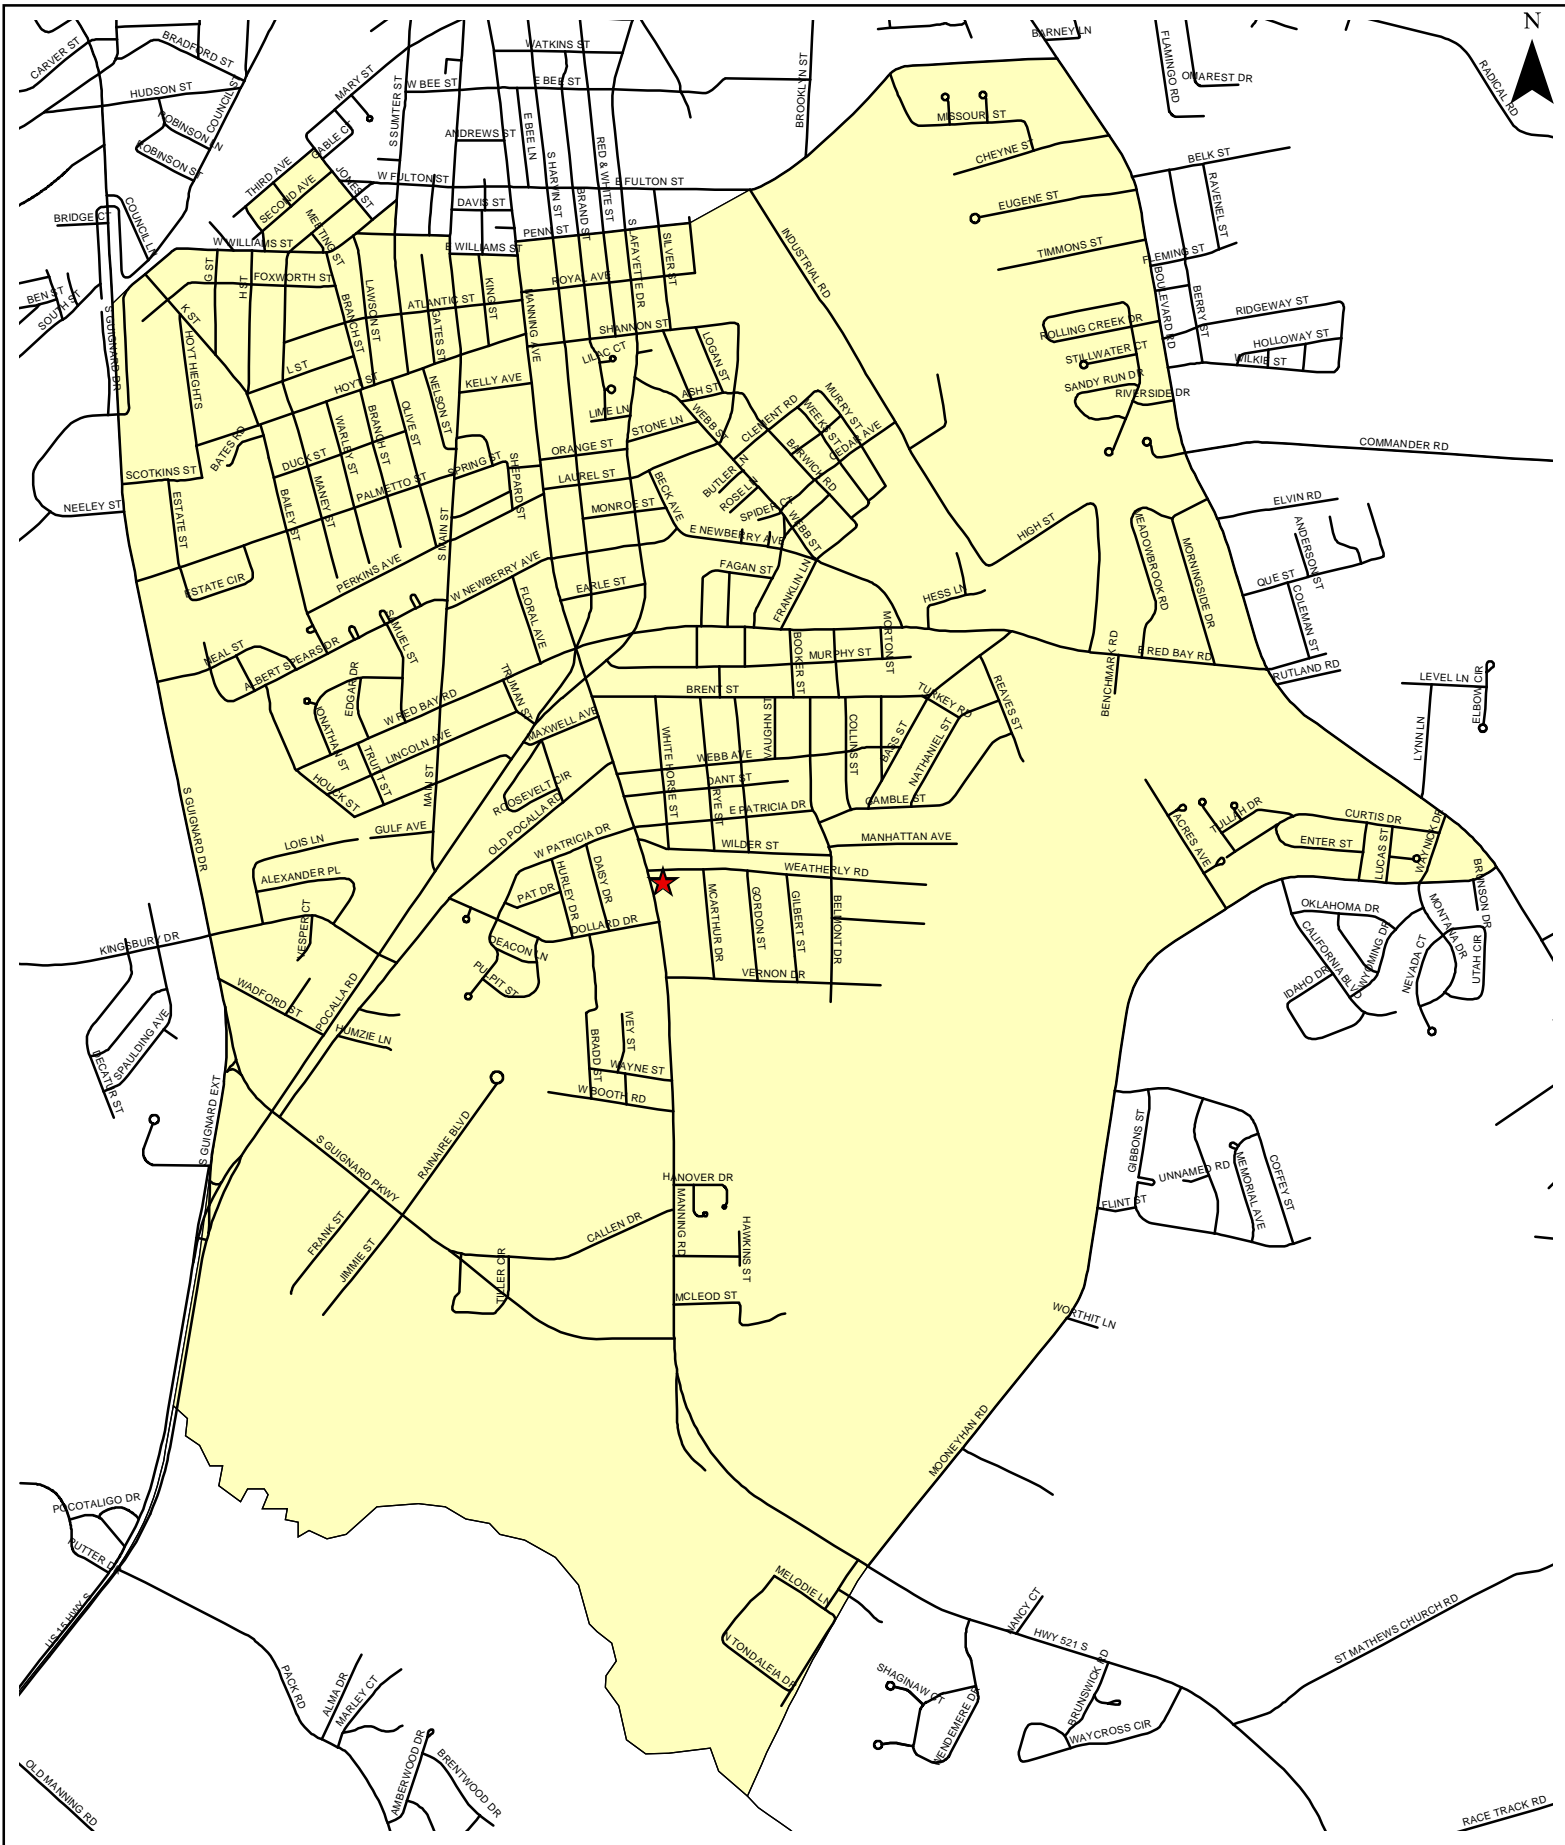 N
CARVER ST
BRADFORD ST
HUDSON ST
ROBINSON LN
ROBINSON ST
COUNCIL ST
MARY ST
CABLE CT
S SUMTER ST
W BEE ST
WATKINS ST
E BEE ST
ANDREWS ST
E BEE LN
S HARVIN ST
RED & WHITE ST
BRAND ST
BROOKLYN ST
BARNEY LN
FLAMINGO RD
OMAREST DR
RADICAL RD
MISSOURI ST
CHEYNE ST
BELK ST
RAVENEL ST
EUGENE ST
TIMMONS ST
FLEMING ST
THIRD AVE
SECOND AVE
JONES ST
MEETING ST
W FULTON ST
E FULTON ST
DAVIS ST
PENN ST
E WILLIAMS ST
W WILLIAMS ST
BRIDGE CT
COUNCIL LN
BEN ST
SOUTH ST
S GUIGNARD DR
G ST
H ST
K ST
FOXWORTH ST
HOYT HIEGHTS
BRANCH ST
LAWSON ST
GATES ST
ATLANTIC ST
KING ST
MANNING AVE
ROYAL AVE
S LAFAYETTE DR
SILVER ST
SHANNON ST
LOGAN ST
INDUSTRIAL RD
BOULEVARD RD
BERRY ST
RIDGEWAY ST
HOLLOWAY ST
WILKIE ST
ROLLING CREEK DR
STILLWATER CT
SANDY RUN DR
RIVERSIDE DR
COMMANDER RD
L ST
HOYT ST
NELSON ST
KELLY AVE
LILAC CT
LIME LN
ASH ST
WEBB ST
CLEMENT RD
WEEKS ST
MURRY ST
CEDAR AVE
BARWICK RD
STONE LN
ORANGE ST
LAUREL ST
MONROE ST
BECK AVE
BUTLER LN
ROSE LN
SPIDER CT
WEBB ST
E NEWBERRY AVE
BATES RD
SCOTKINS ST
NEELEY ST
ESTATE ST
ESTATE CIR
DUCK ST
WARLEY ST
BRANCH ST
OLIVE ST
MANEY ST
BAILEY ST
PALMETTO ST
SPRING ST
SHEPARD ST
S MAIN ST
PERKINS AVE
W NEWBERRY AVE
EARLE ST
FLORAL AVE
FAGAN ST
FRANKLIN LN
HESS LN
HIGH ST
MEADOWBROOK RD
MORNINGSIDE DR
ELVIN RD
ANDERSON ST
QUE ST
COLEMAN ST
RUTLAND RD
E RED BAY RD
BENCHMARK RD
LEVEL LN
ELBOW CIR
LYNN LN
NEAL ST
ALBERT SPEARS DR
SAMUEL ST
EDGAR DR
JONATHAN ST
W RED BAY RD
TRUMAN ST
LINCOLN AVE
TRUITT ST
HOUCK ST
MAXWELL AVE
BOOKER ST
MURPHY ST
MORTON ST
BRENT ST
TURKEY RD
REAVES ST
WHITE HORSE ST
VAUGHN ST
WEBB AVE
COLLINS ST
BASS ST
NATHANIEL ST
DANT ST
RYE ST
E PATRICIA DR
GAMBLE ST
WILDER ST
MANHATTAN AVE
WEATHERLY RD
S GUIGNARD DR
MAIN ST
ROOSEVELT CIR
OLD POCALLA RD
GULF AVE
LOIS LN
ALEXANDER PL
VESPER CT
W PATRICIA DR
DAISY DR
HURLEY DR
PAT DR
DOLLARD DR
DEACON LN
PULPIT ST
MCARTHUR DR
GORDON ST
GILBERT ST
BELMONT DR
VERNON DR
ACRES AVE
TULLAH DR
CURTIS DR
ENTER ST
LUCAS ST
WAYNICK DR
BRUNSON DR
OKLAHOMA DR
CALIFORNIA BLVD
WYOMING DR
MONTANA DR
NEVADA CT
UTAH CIR
IDAHO DR
KINGSBURY DR
WADFORD ST
POCALLA RD
HUMZIE LN
SPAULDING AVE
DECATUR ST
S GUIGNARD EXT
BRADD ST
IVEY ST
WAYNE ST
W BOOTH RD
RAINAIRE BLVD
S GUIGNARD PKWY
FRANK ST
JIMMIE ST
HANOVER DR
MANNING RD
CALLEN DR
HAWKINS ST
TILLER CIR
MCLEOD ST
GIBBONS ST
UNNAMED RD
MEMORIAL AVE
COFFEY ST
FLINT ST
WORTHIT LN
MOONEYHAN RD
POCOTALIGO DR
PUTTER DR
US 15 HWY S
PACK RD
ALMA DR
MARLEY CT
AMBERWOOD DR
BRENTWOOD DR
OLD MANNING RD
MELODIE LN
N TONDALEIA DR
NANCY CT
HWY 521 S
SHAGINAW CT
WENDEMERE DR
BRUNSWICK RD
WAYCROSS CIR
ST MATHEWS CHURCH RD
RACE TRACK RD